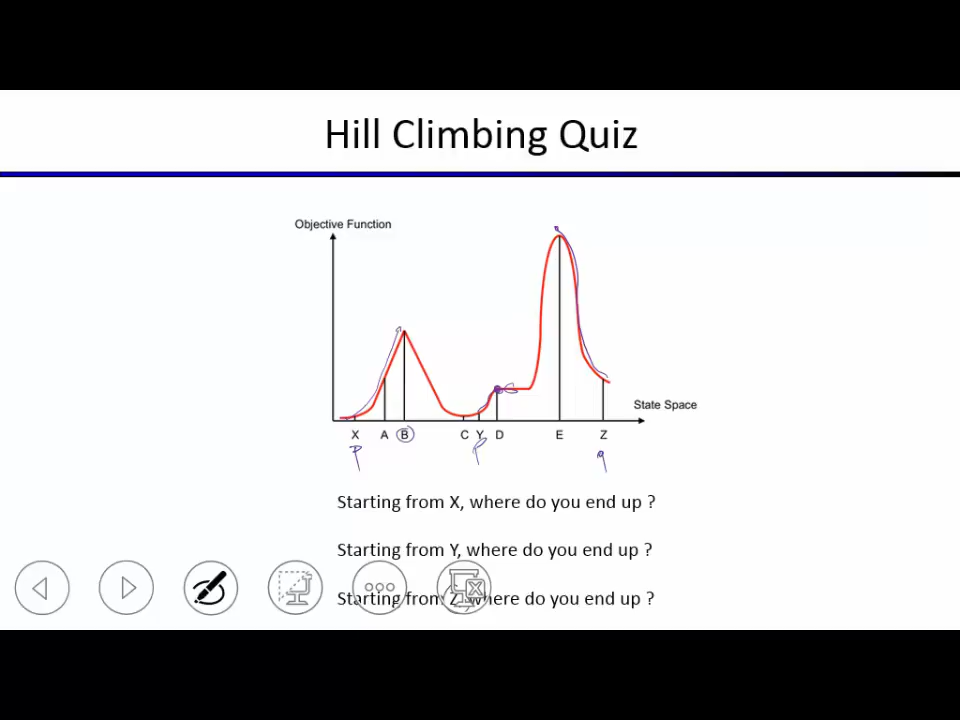 Hill Climbing Quiz
Objective Function
State Space
X A B C Y D E Z
Starting from X, where do you end up ?
Starting from Y, where do you end up ?
Starting from Z, where do you end up ?